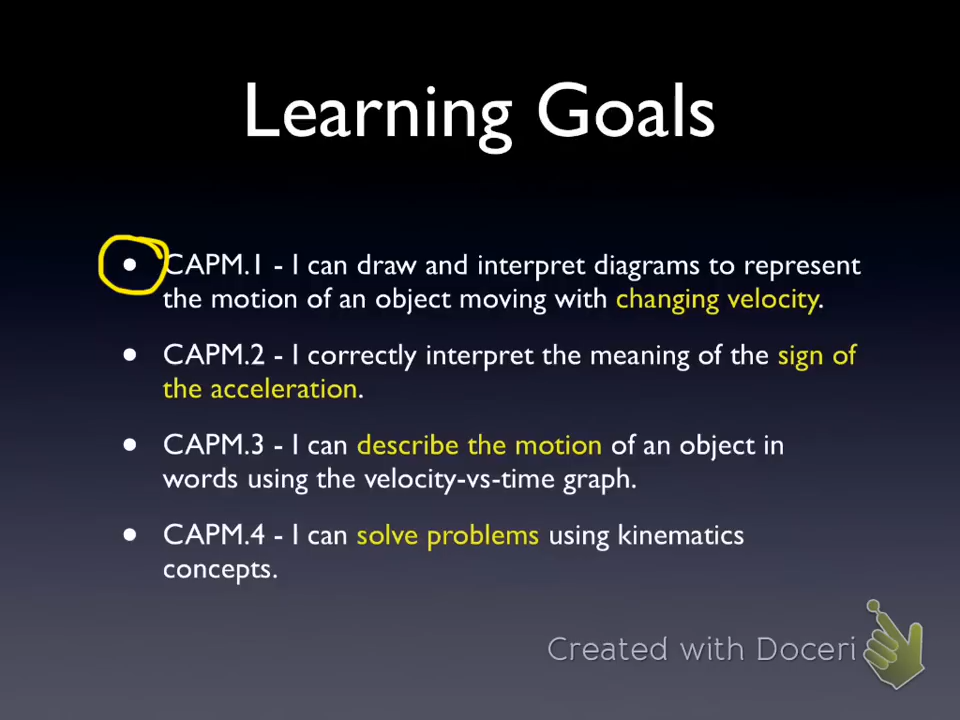 Learning Goals
• CAPM.1 - I can draw and interpret diagrams to represent
the motion of an object moving with changing velocity.
• CAPM.2 - I correctly interpret the meaning of the sign of
the acceleration.
• CAPM.3 - I can describe the motion of an object in
words using the velocity-vs-time graph.
• CAPM.4 - I can solve problems using kinematics
concepts.
Created with Doceri